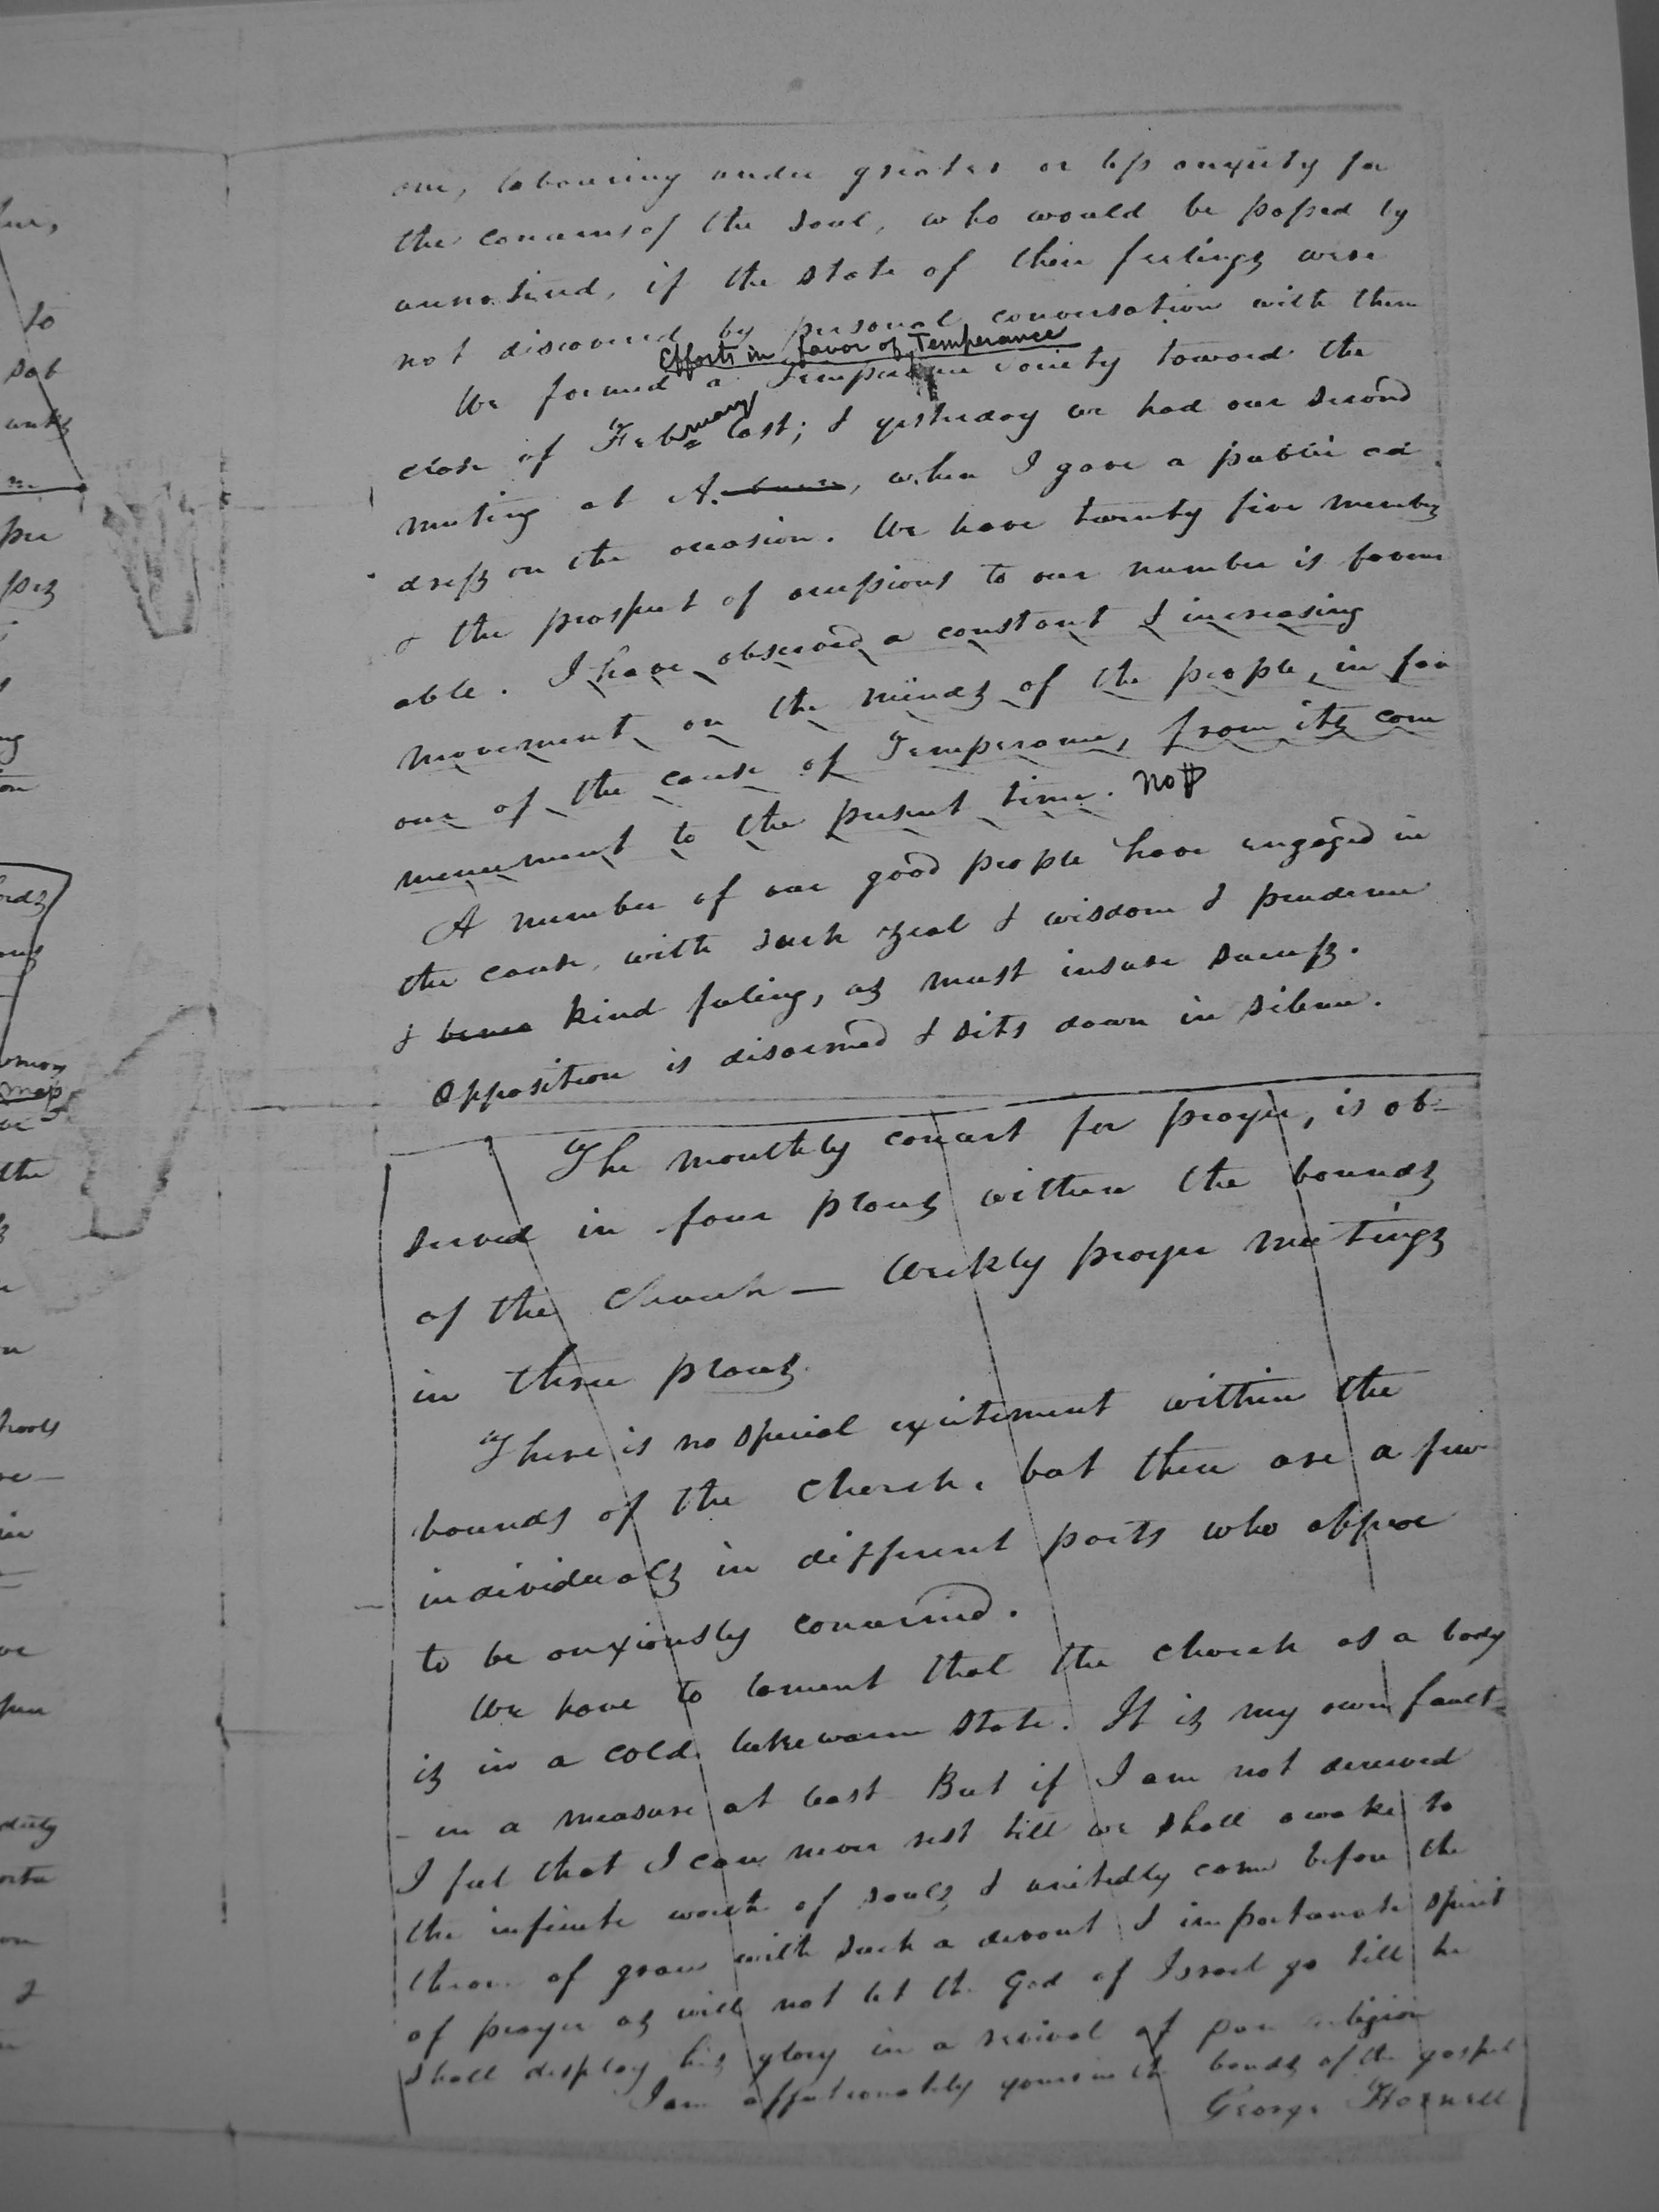 one, labouring under greater or less anxiety for
the concerns of the soul, who would be passed by
unnoticed, if the state of their feelings were
not discovered by personal conversation with them
Efforts in favor of Temperance
We formed a Temperance Society toward the
close of February last; & yesterday we had our second
meeting at A. , when I gave a public ad
dress on the occasion. We have twenty five members
& the prospect of accessions to our number is favour
able. I have observed a constant & increasing
movement on the minds of the people, in fav
our of the cause of Temperance, from its com
mencement to the present time. No ¶
A number of our good people have engaged in
the cause, with such zeal & wisdom & prudence
& kind feeling, as must insure success.
Opposition is disarmed & sits down in silence.
The monthly concert for prayer, is ob-
served in four places within the bounds
of the church — Weekly prayer meetings
in three places.
There is no special excitement within the
bounds of the church, but there are a few
individuals in different parts who appear
to be anxiously concerned.
We have to lament that the church as a body
is in a cold lukewarm state. It is my own fault-
- in a measure at least But if I am not deceived
I feel that I can never rest till we shall awake to
the infinite worth of souls & unitedly come before the
throne of grace with such a devout & importunate spirit
of prayer as will not let the God of Israel go till he
shall display his glory in a revival of pure religion
I am affectionately yours in the bonds of the gospel
George Hornell
to
the
hools
duty